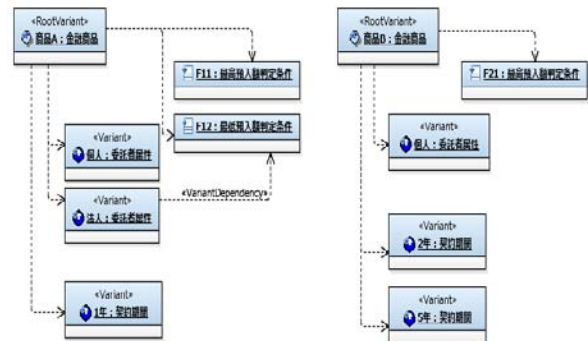 «RootVariant»
商品A：金融商品
F11：最高預入額判定条件
«Variant»
F12：最低預入額判定条件
個人：委託者属性
«VariantDependency»
«Variant»
法人：委託者属性
«Variant»
1年：契約期間
«RootVariant»
商品D：金融商品
F21：最高預入額判定条件
«Variant»
個人：委託者属性
«Variant»
2年：契約期間
«Variant»
5年：契約期間